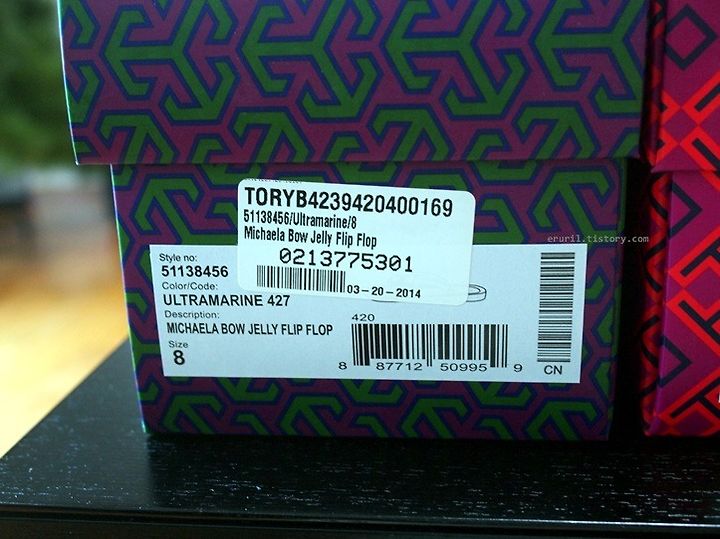 TORYB4239420400169
51138456/Ultramarine/8
Michaela Bow Jelly Flip Flop
0213775301
03-20-2014
eruril.tistory.com
Style no:
51138456
Color/Code:
ULTRAMARINE 427
Description:
MICHAELA BOW JELLY FLIP FLOP
Size
8
420
8 87712 50995 9
CN